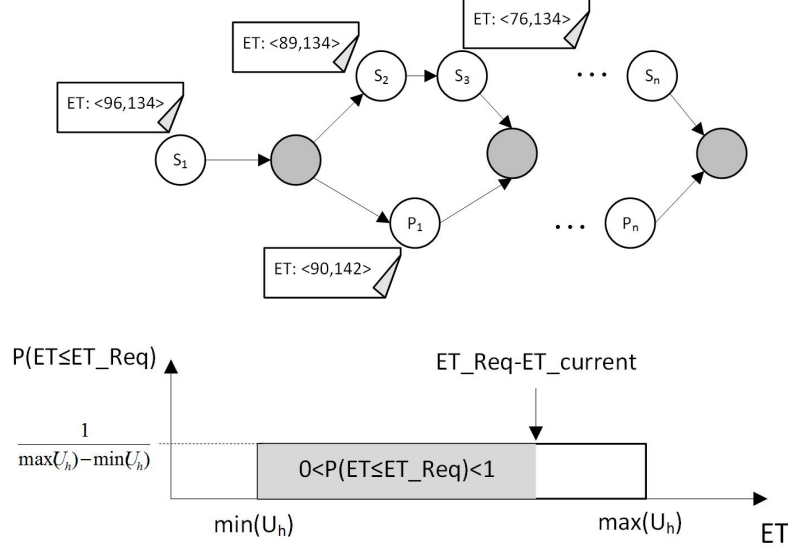 ET: <76,134>
ET: <89,134>
S2 S3 ... Sn
ET: <96,134>
S1
P1 ... Pn
ET: <90,142>
P(ET≤ET_Req)
ET_Req-ET_current
1
max(Uh)−min(Uh)
0<P(ET≤ET_Req)<1
min(Uh) max(Uh)
ET